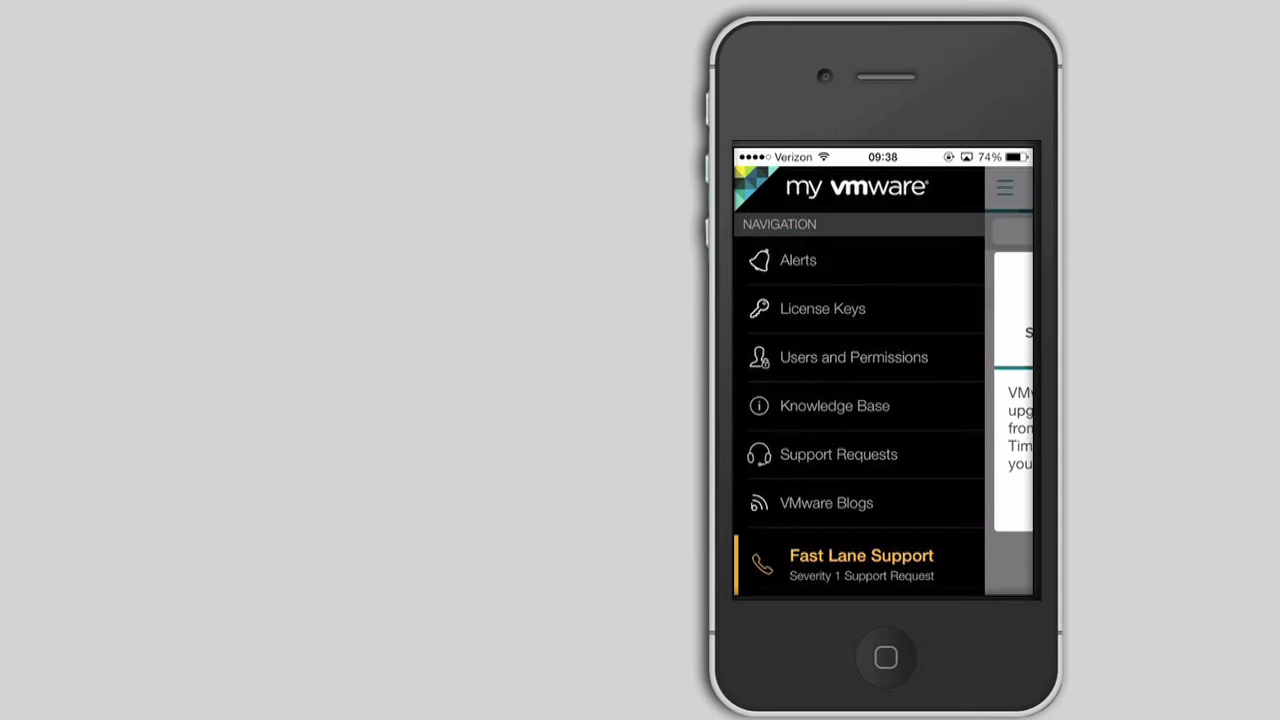 Verizon 09:38 74%
my vmware®
NAVIGATION
Alerts
License Keys
Users and Permissions
Knowledge Base
Support Requests
VMware Blogs
Fast Lane Support
Severity 1 Support Request